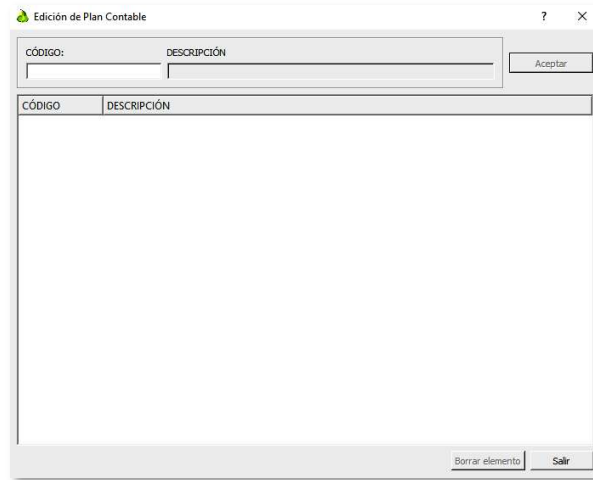 Edición de Plan Contable ? X
CÓDIGO: DESCRIPCIÓN
Aceptar
CÓDIGO DESCRIPCIÓN
Borrar elemento Salir